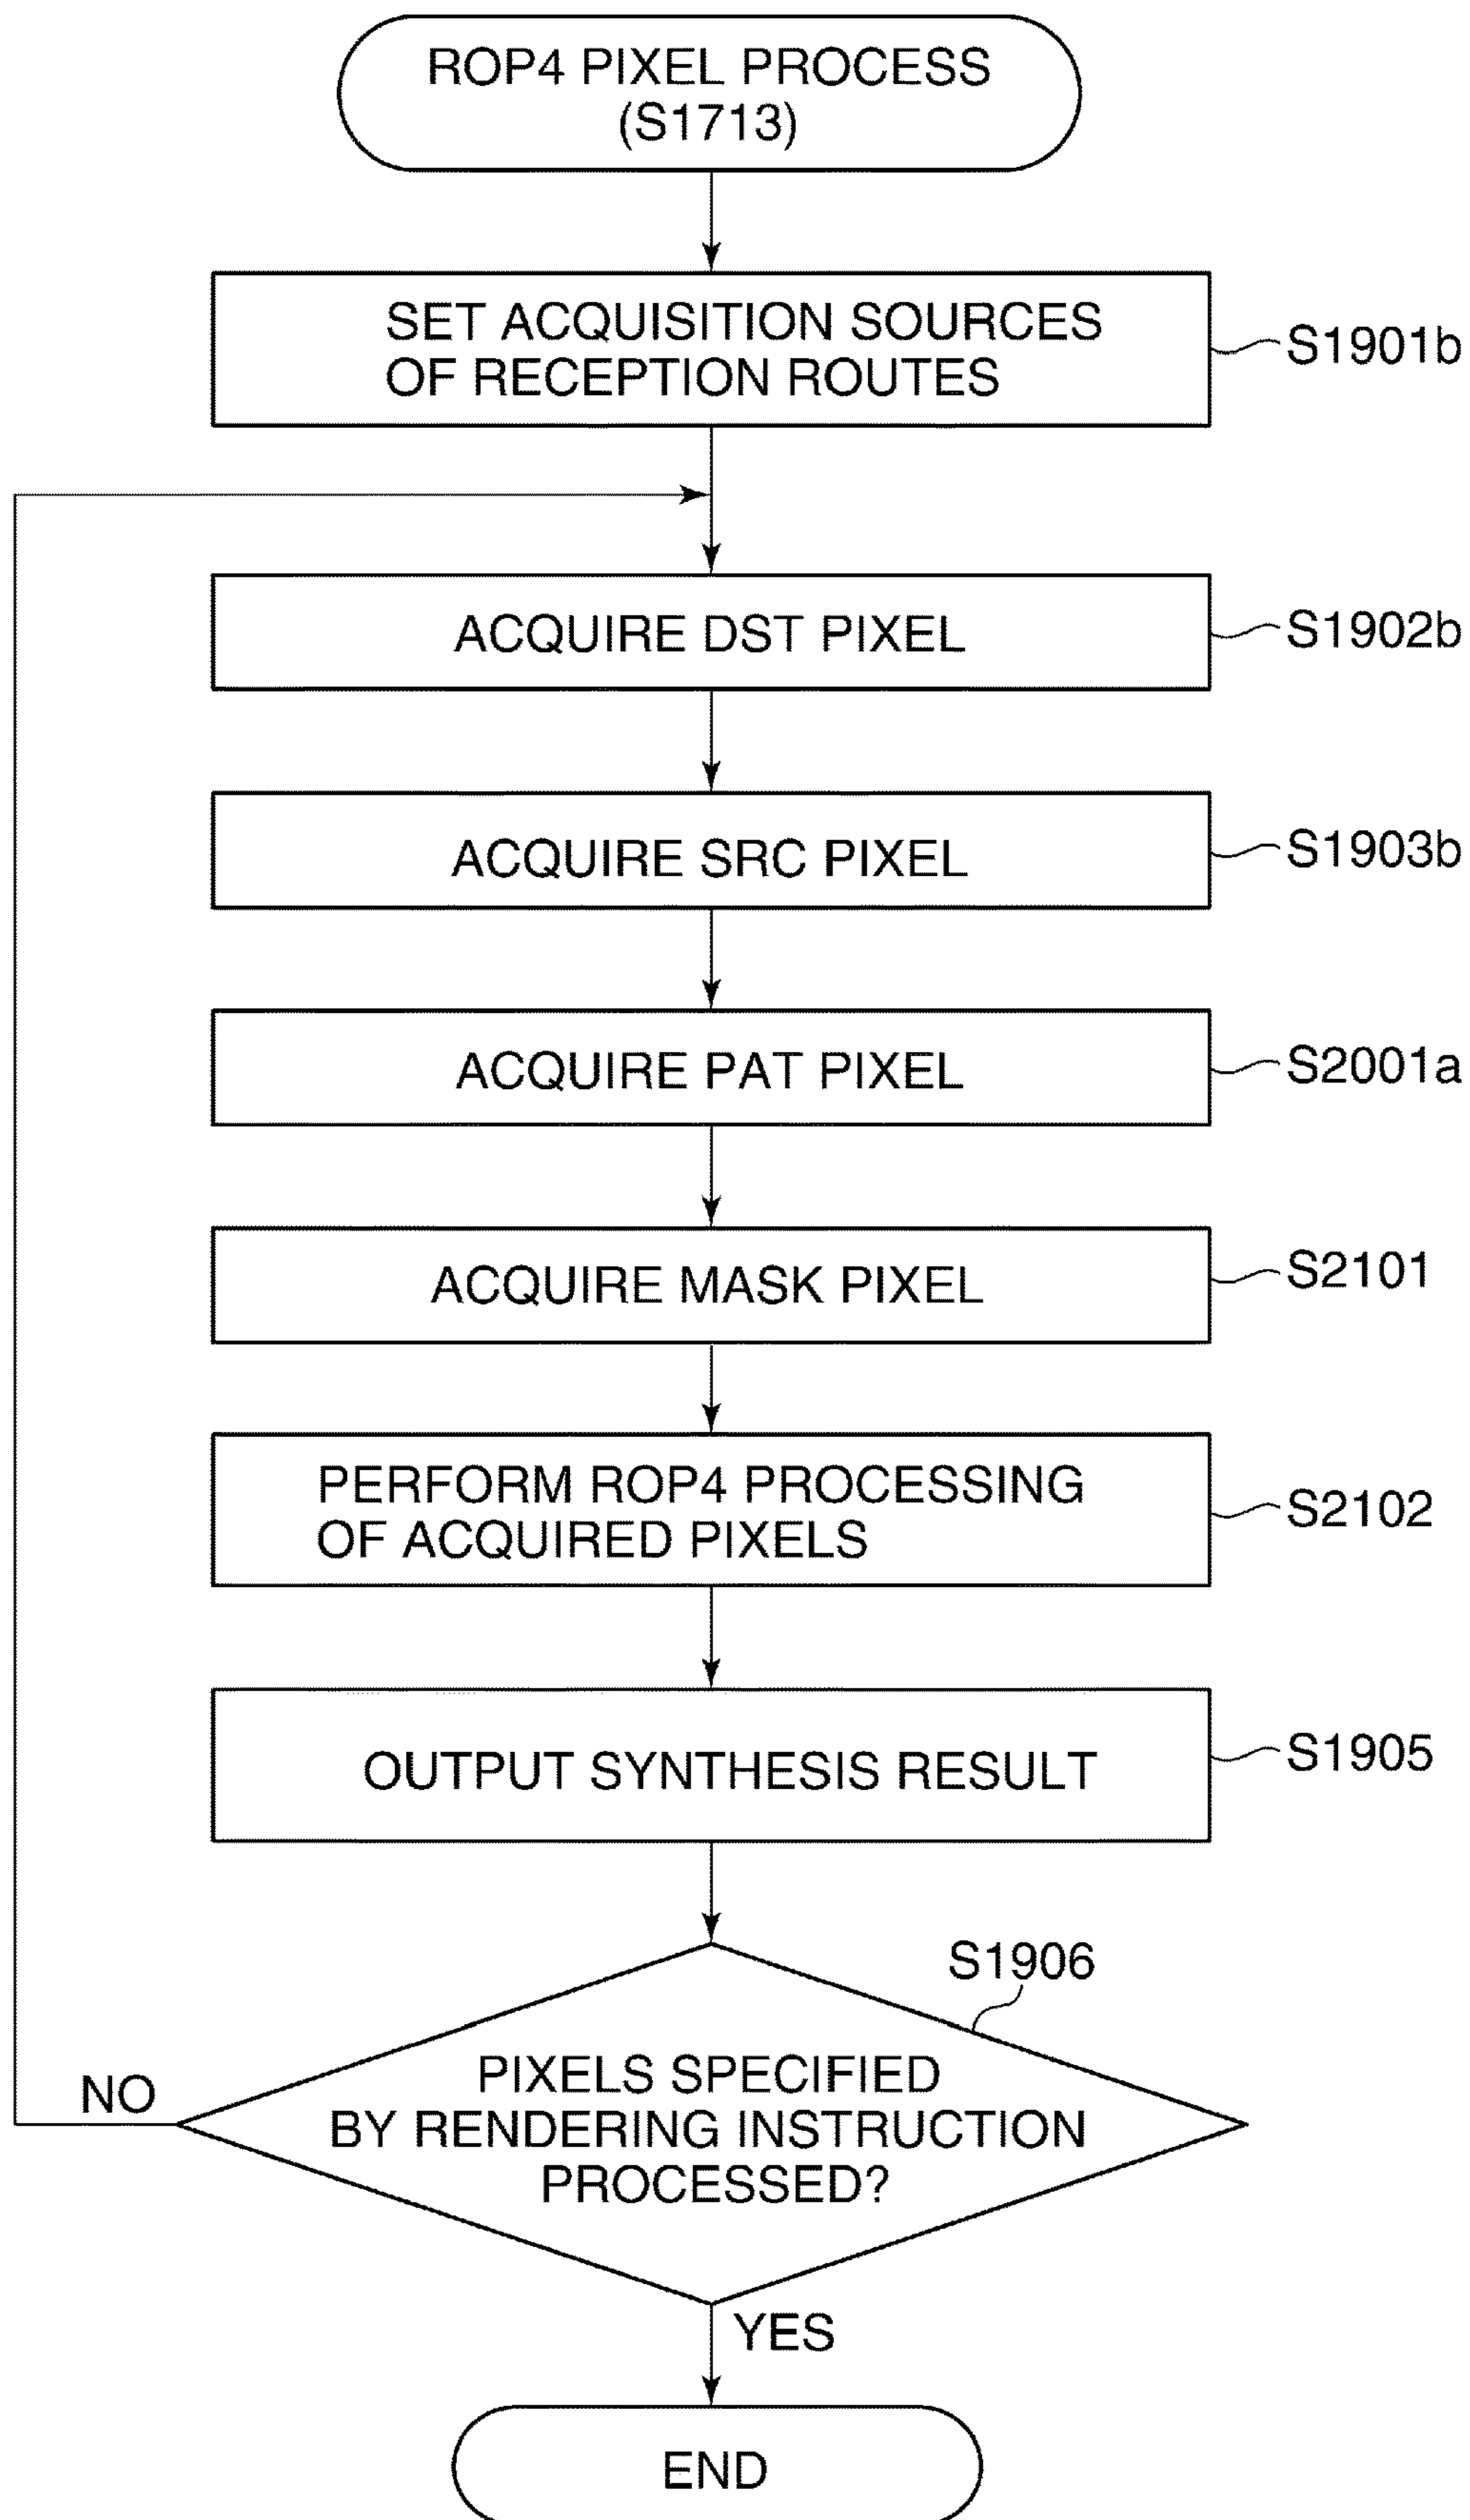 ROP4 PIXEL PROCESS
(S1713)
SET ACQUISITION SOURCES
OF RECEPTION ROUTES
S1901b
ACQUIRE DST PIXEL
S1902b
ACQUIRE SRC PIXEL
S1903b
ACQUIRE PAT PIXEL
S2001a
ACQUIRE MASK PIXEL
S2101
PERFORM ROP4 PROCESSING
OF ACQUIRED PIXELS
S2102
OUTPUT SYNTHESIS RESULT
S1905
S1906
PIXELS SPECIFIED
BY RENDERING INSTRUCTION
PROCESSED?
NO
YES
END